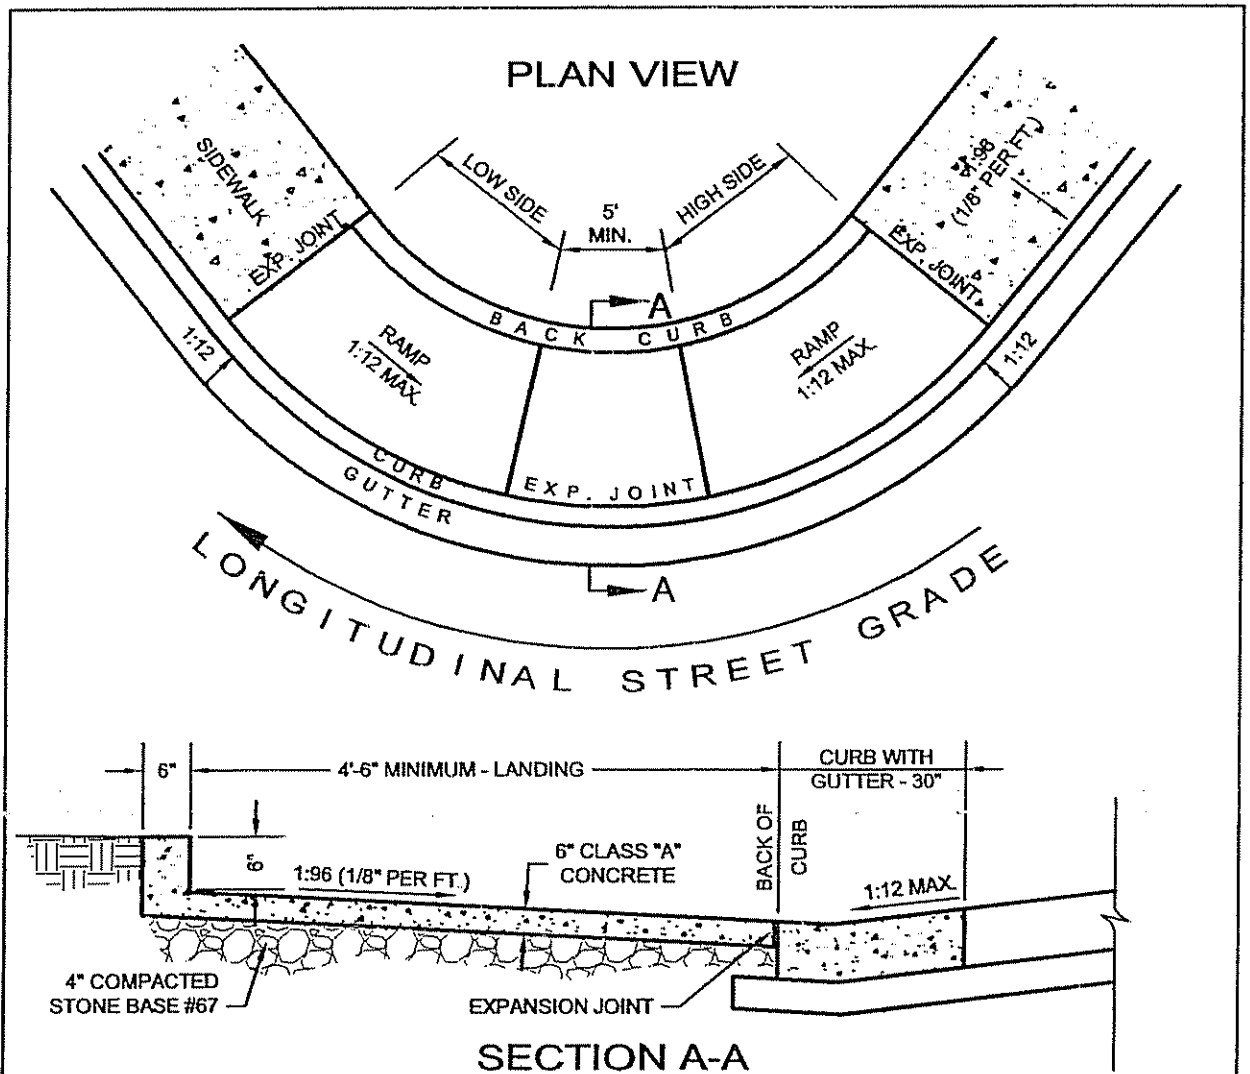 PLAN VIEW
SIDEWALK
LOW SIDE
5'
MIN.
HIGH SIDE
1:96
(1/8" PER FT.)
EXP. JOINT
EXP. JOINT
A
BACK CURB
1:12
RAMP
1:12 MAX.
RAMP
1:12 MAX.
1:12
CURB
GUTTER
EXP. JOINT
A
LONGITUDINAL STREET GRADE
6"
4'-6" MINIMUM - LANDING
CURB WITH
GUTTER - 30"
BACK OF
CURB
6"
1:96 (1/8" PER FT.)
6" CLASS "A"
CONCRETE
1:12 MAX.
4" COMPACTED
STONE BASE #67
EXPANSION JOINT
SECTION A-A